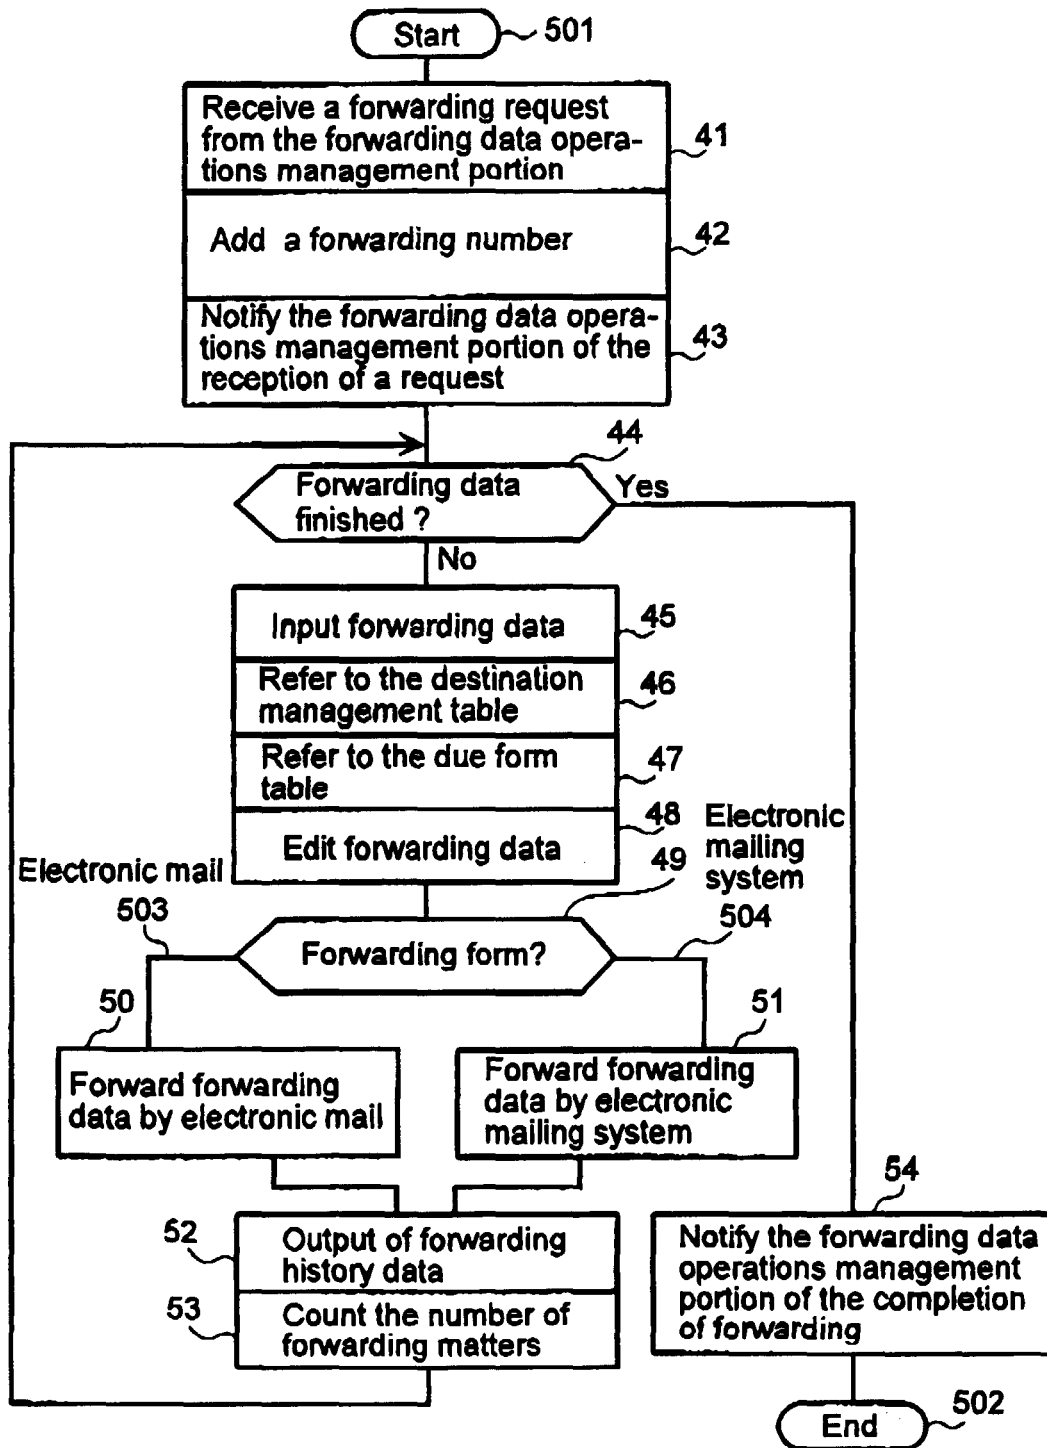 Start
501
Receive a forwarding request
from the forwarding data opera-
tions management portion
41
Add a forwarding number
42
Notify the forwarding data opera-
tions management portion of the
reception of a request
43
44
Forwarding data
finished ?
Yes
No
Input forwarding data
45
Refer to the destination
management table
46
Refer to the due form
table
47
Edit forwarding data
48
Electronic
mailing
system
49
Electronic mail
503
504
Forwarding form?
50
51
Forward forwarding
data by electronic mail
Forward forwarding
data by electronic
mailing system
52
Output of forwarding
history data
53
Count the number of
forwarding matters
54
Notify the forwarding data
operations management
portion of the completion
of forwarding
End
502